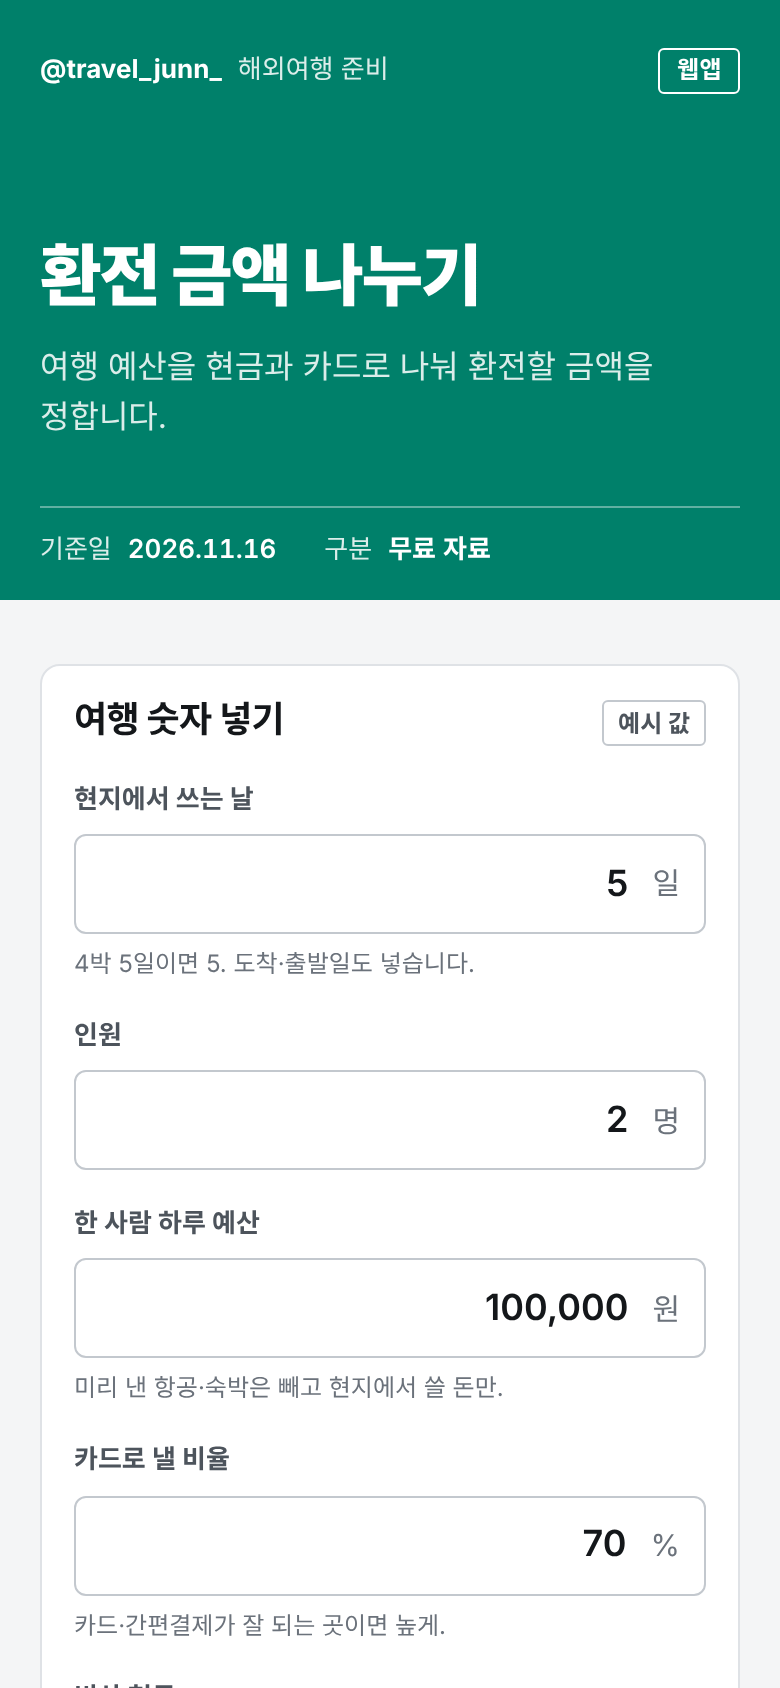 @travel_junn_ 해외여행 준비 웹앱
환전 금액 나누기
여행 예산을 현금과 카드로 나눠 환전할 금액을
정합니다.
기준일 2026.11.16 구분 무료 자료
여행 숫자 넣기 예시 값
현지에서 쓰는 날
5 일
4박 5일이면 5. 도착·출발일도 넣습니다.
인원
2 명
한 사람 하루 예산
100,000 원
미리 낸 항공·숙박은 빼고 현지에서 쓸 돈만.
카드로 낼 비율
70 %
카드·간편결제가 잘 되는 곳이면 높게.